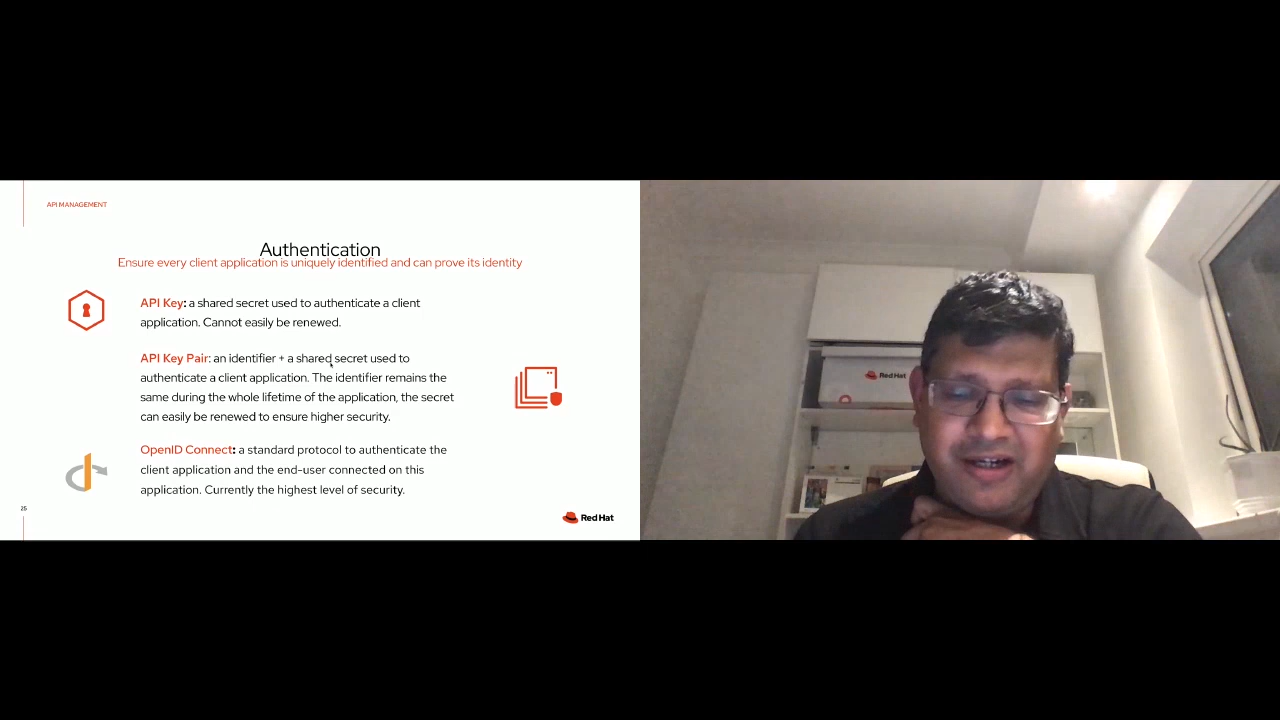 API MANAGEMENT
Authentication
Ensure every client application is uniquely identified and can prove its identity
API Key: a shared secret used to authenticate a client
application. Cannot easily be renewed.
API Key Pair: an identifier + a shared secret used to
authenticate a client application. The identifier remains the
same during the whole lifetime of the application, the secret
can easily be renewed to ensure higher security.
OpenID Connect: a standard protocol to authenticate the
client application and the end-user connected on this
application. Currently the highest level of security.
25
Red Hat
Red Hat